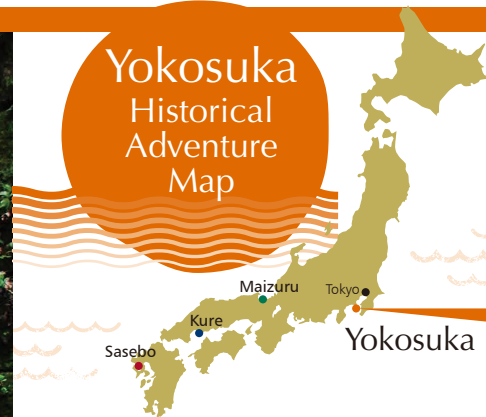 Yokosuka
Historical
Adventure
Map
Maizuru
Tokyo
Kure
Yokosuka
Sasebo